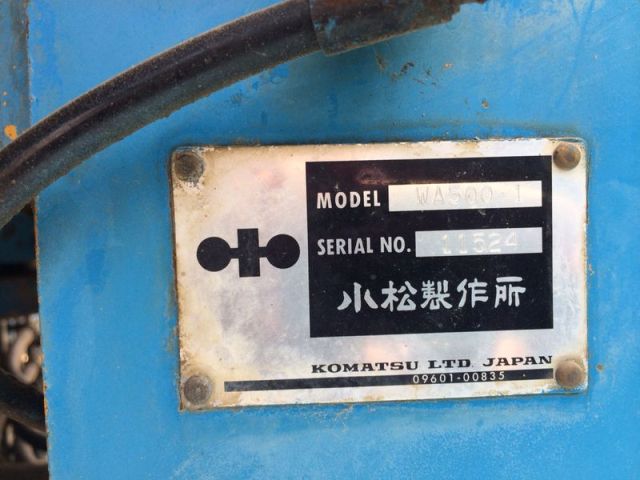 MODEL WA500-1
SERIAL NO. 11524
小松製作所
KOMATSU LTD. JAPAN
09601-00835